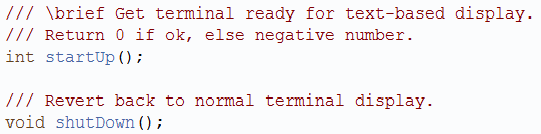 /// \brief Get terminal ready for text-based display.
/// Return 0 if ok, else negative number.
int startUp();
/// Revert back to normal terminal display.
void shutDown();